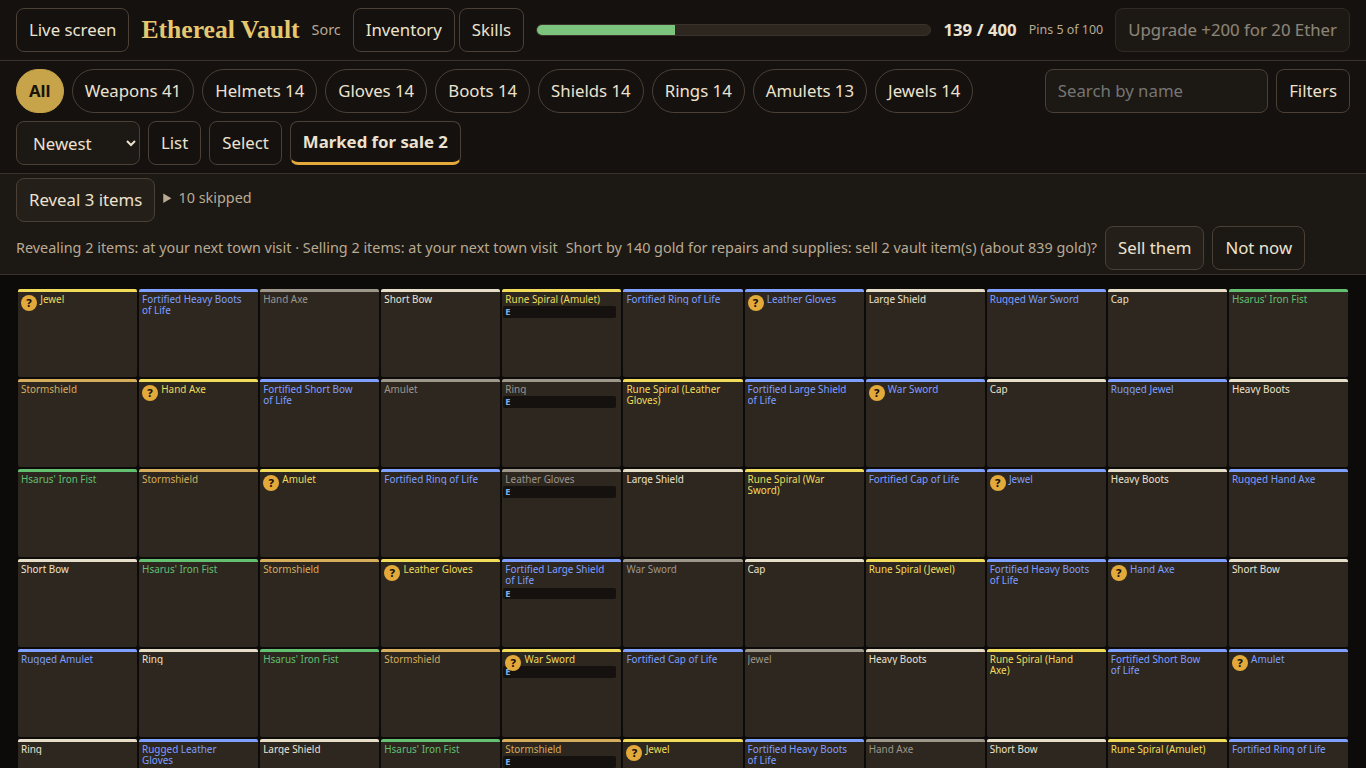 Live screen Ethereal Vault Sorc Inventory Skills 139 / 400 Pins 5 of 100 Upgrade +200 for 20 Ether
All Weapons 41 Helmets 14 Gloves 14 Boots 14 Shields 14 Rings 14 Amulets 13 Jewels 14 Search by name Filters
Newest List Select Marked for sale 2
Reveal 3 items ▶ 10 skipped
Revealing 2 items: at your next town visit · Selling 2 items: at your next town visit Short by 140 gold for repairs and supplies: sell 2 vault item(s) (about 839 gold)? Sell them Not now
? Jewel
Fortified Heavy Boots
of Life
Hand Axe
Short Bow
Rune Spiral (Amulet)
E
Fortified Ring of Life
? Leather Gloves
Large Shield
Rugged War Sword
Cap
Hsarus' Iron Fist
Stormshield
? Hand Axe
Fortified Short Bow
of Life
Amulet
Ring
E
Rune Spiral (Leather
Gloves)
Fortified Large Shield
of Life
? War Sword
Cap
Rugged Jewel
Heavy Boots
Hsarus' Iron Fist
Stormshield
? Amulet
Fortified Ring of Life
Leather Gloves
E
Large Shield
Rune Spiral (War
Sword)
Fortified Cap of Life
? Jewel
Heavy Boots
Rugged Hand Axe
Short Bow
Hsarus' Iron Fist
Stormshield
? Leather Gloves
Fortified Large Shield
of Life
E
War Sword
Cap
Rune Spiral (Jewel)
Fortified Heavy Boots
of Life
? Hand Axe
Short Bow
Rugged Amulet
Ring
Hsarus' Iron Fist
Stormshield
? War Sword
E
Fortified Cap of Life
Jewel
Heavy Boots
Rune Spiral (Hand
Axe)
Fortified Short Bow
of Life
? Amulet
Ring
Rugged Leather
Gloves
Large Shield
Hsarus' Iron Fist
Stormshield
E
? Jewel
Fortified Heavy Boots
of Life
Hand Axe
Short Bow
Rune Spiral (Amulet)
Fortified Ring of Life